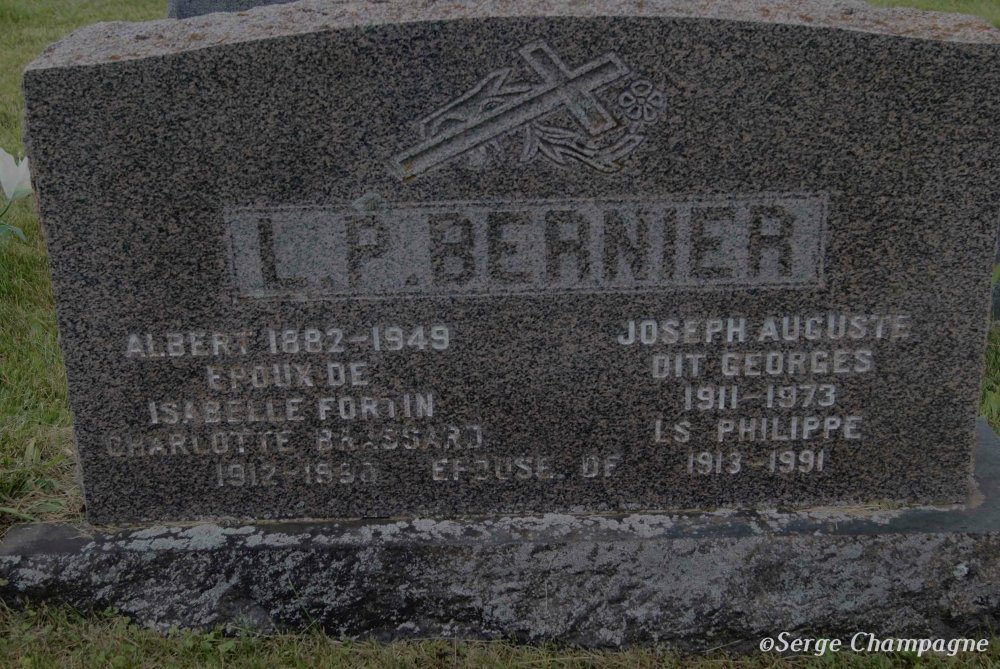 L.P. BERNIER
ALBERT 1882-1949
EPOUX DE
ISABELLE FORTIN
CHARLOTTE BRASSARD
1912- EPOUSE DE
JOSEPH AUGUSTE
DIT GEORGES
1911-1973
LS PHILIPPE
1913-1991
©Serge Champagne